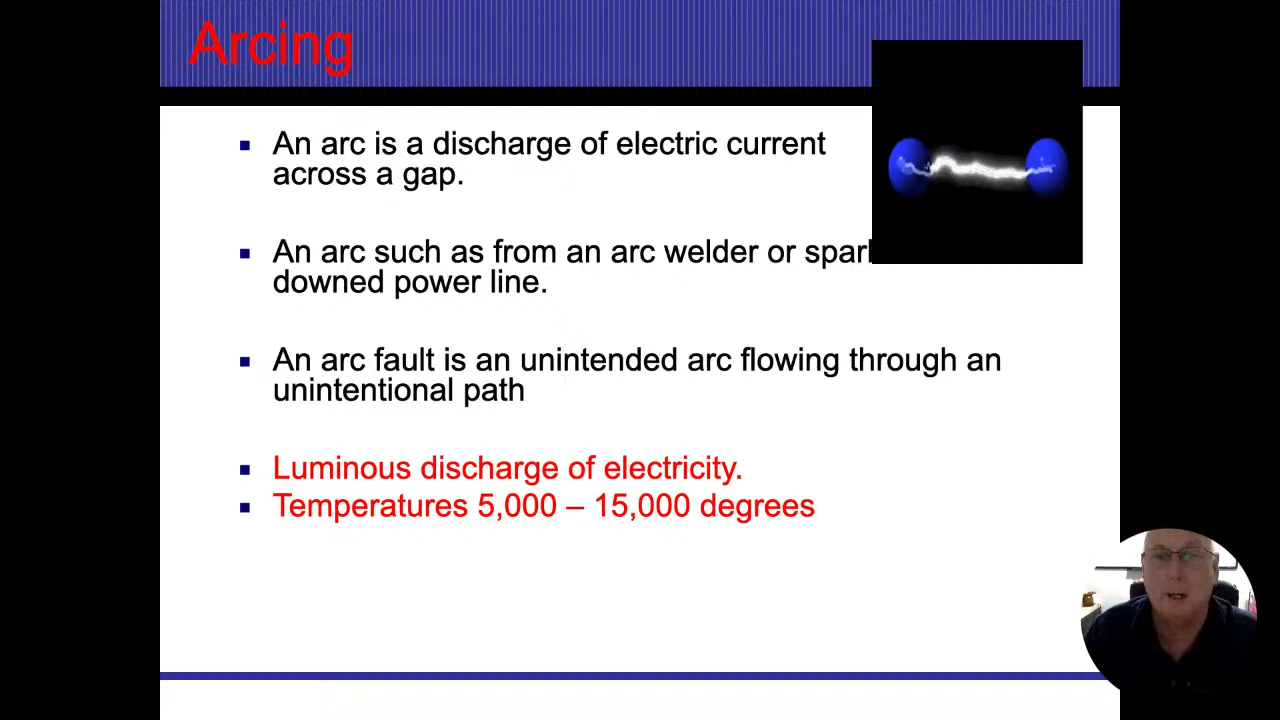 Arcing
An arc is a discharge of electric current
across a gap.
An arc such as from an arc welder or
downed power line.
An arc fault is an unintended arc flowing through an
unintentional path
Luminous discharge of electricity.
Temperatures 5,000 – 15,000 degrees